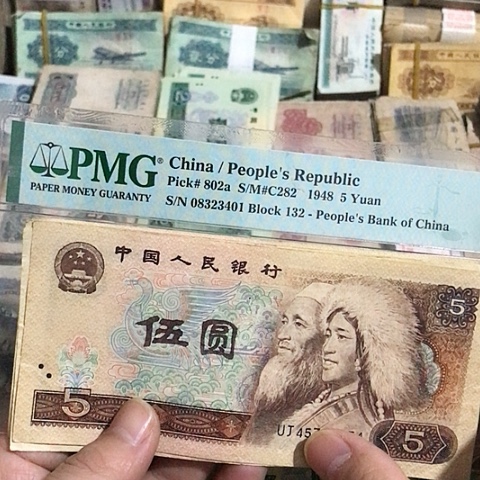 PMG® China / People's Republic
PAPER MONEY GUARANTY Pick# 802a S/M#C282 1948 5 Yuan
S/N 08323401 Block 132 - People's Bank of China
中国人民银行
5
伍圆
5
UJ457
5